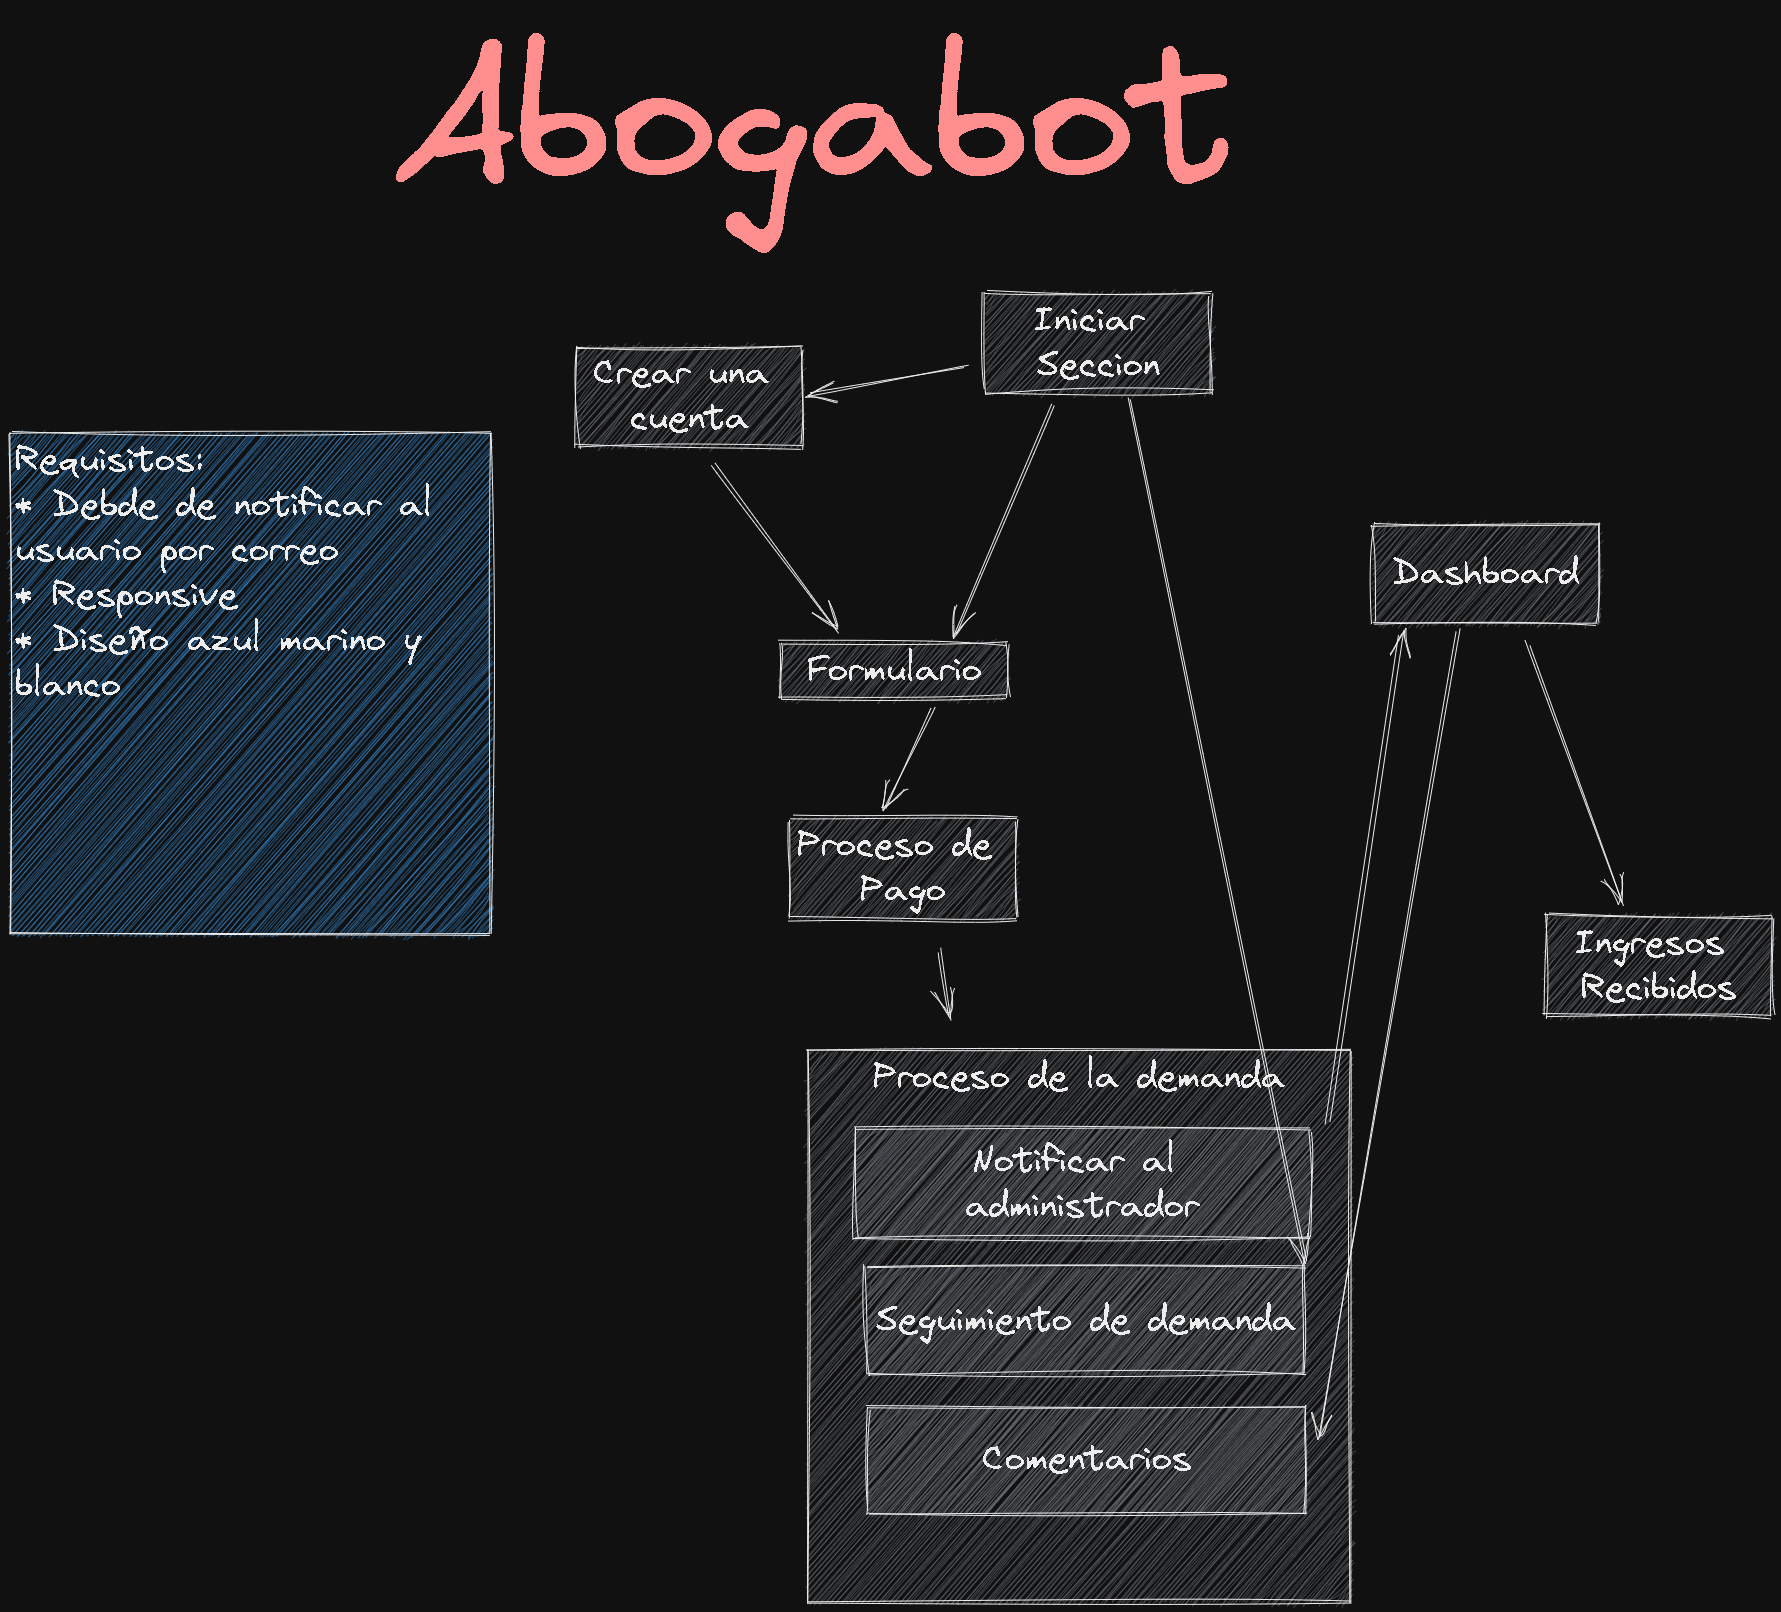 Abogabot
Iniciar
Seccion
Crear una
cuenta
Requisitos:
* Debde de notificar al
usuario por correo
* Responsive
* Diseño azul marino y
blanco
Dashboard
Formulario
Proceso de
Pago
Ingresos
Recibidos
Proceso de la demanda
Notificar al
administrador
Seguimiento de demanda
Comentarios